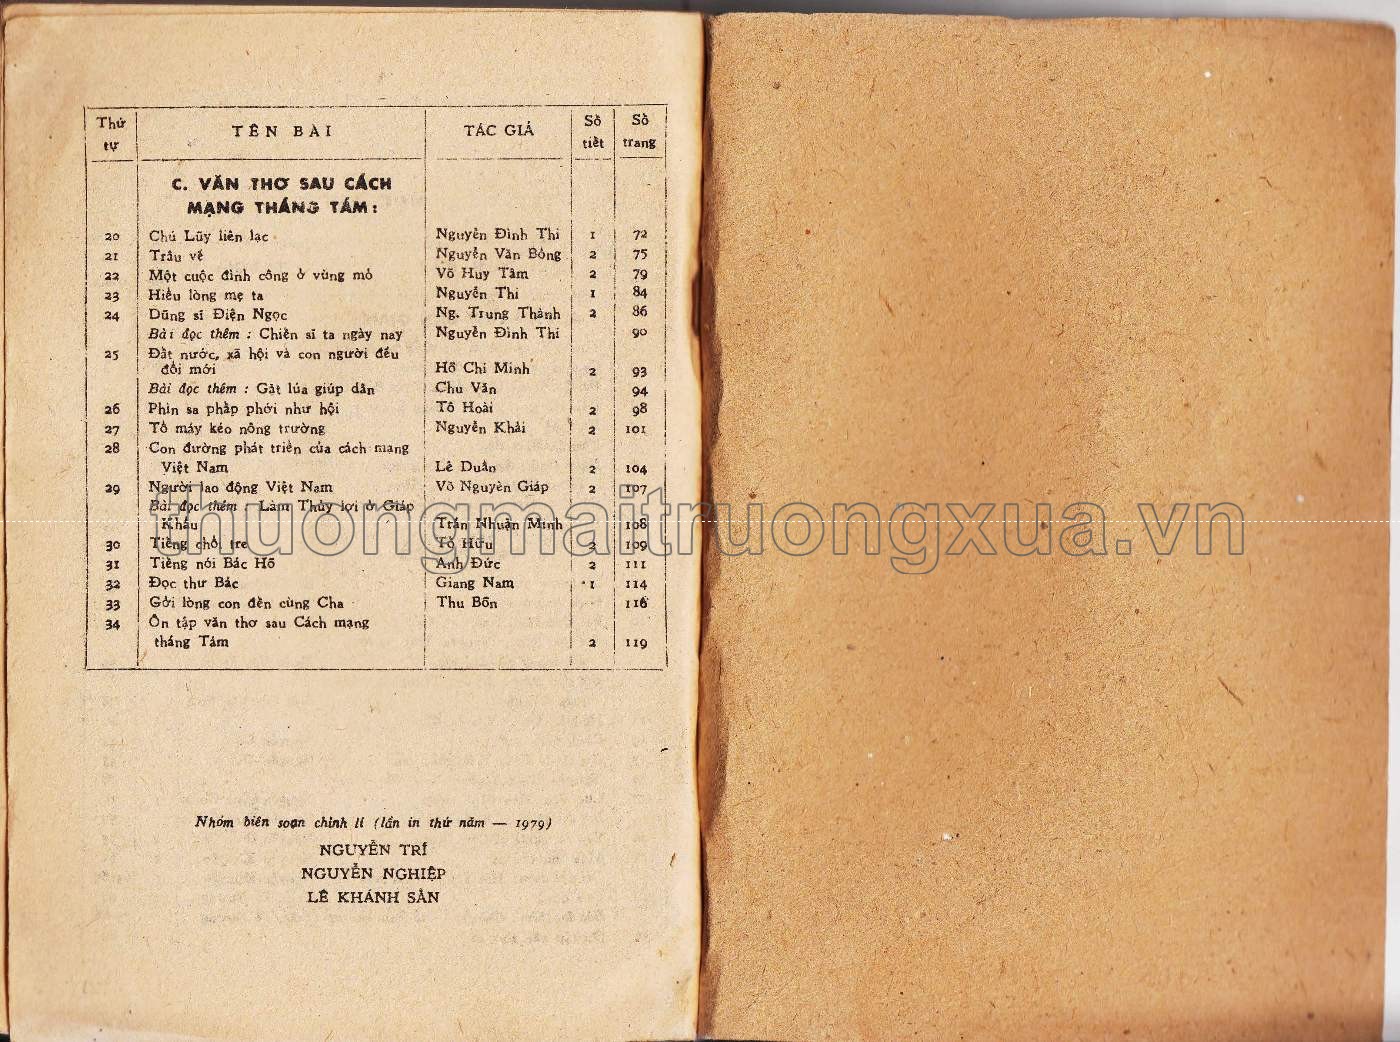 Thứ tự TÊN BÀI TÁC GIẢ Số tiết Số trang
C. VĂN THƠ SAU CÁCH
MẠNG THÁNG TÁM :
20 Chú Lũy liên lạc Nguyễn Đình Thi 1 72
21 Trâu về Nguyễn Văn Bổng 2 75
22 Một cuộc đình công ở vùng mỏ Võ Huy Tâm 2 79
23 Hiểu lòng mẹ ta Nguyễn Thi 1 84
24 Dũng sĩ Điện Ngọc Ng. Trung Thành 2 86
Bài đọc thêm : Chiến sĩ ta ngày nay Nguyễn Đình Thi 90
25 Đất nước, xã hội và con người đều
đổi mới Hồ Chí Minh 2 93
Bài đọc thêm : Gặt lúa giúp dân Chu Văn 94
26 Phìn sa phấp phới như hội Tô Hoài 2 98
27 Tổ máy kéo nông trường Nguyễn Khải 2 101
28 Con đường phát triển của cách mạng
Việt Nam Lê Duẩn 2 104
29 Người lao động Việt Nam Võ Nguyên Giáp 2 107
Bài đọc thêm : Làm Thủy lợi ở Giáp
Khẩu Trần Nhuận Minh 108
30 Tiếng chổi tre Tố Hữu 2 109
31 Tiếng nói Bác Hồ Anh Đức 2 111
32 Đọc thư Bác Giang Nam 1 114
33 Gởi lòng con đến cùng Cha Thu Bồn 116
34 Ôn tập văn thơ sau Cách mạng
tháng Tám 2 119
thuongmaitruongxua.vn
Nhóm biên soạn chỉnh lí (lần in thứ năm — 1979)
NGUYỄN TRÍ
NGUYỄN NGHIỆP
LÊ KHÁNH SẰN